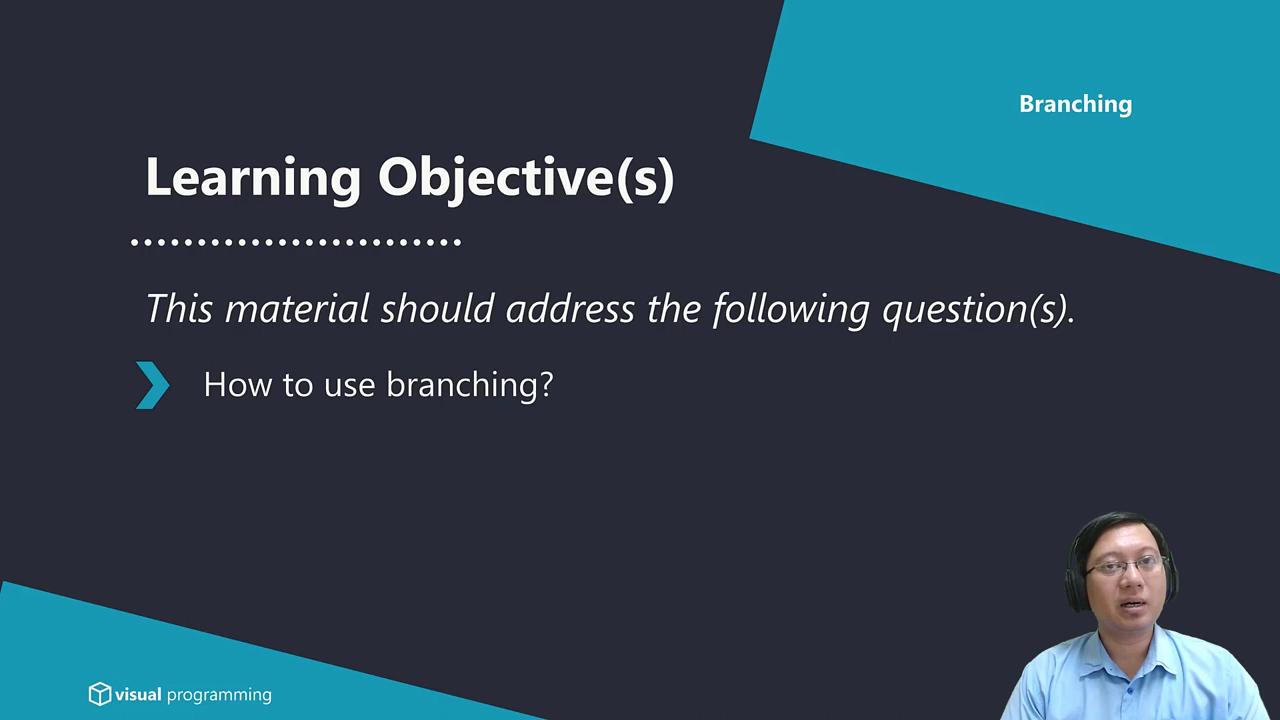 Branching
Learning Objective(s)
This material should address the following question(s).
How to use branching?
visual programming